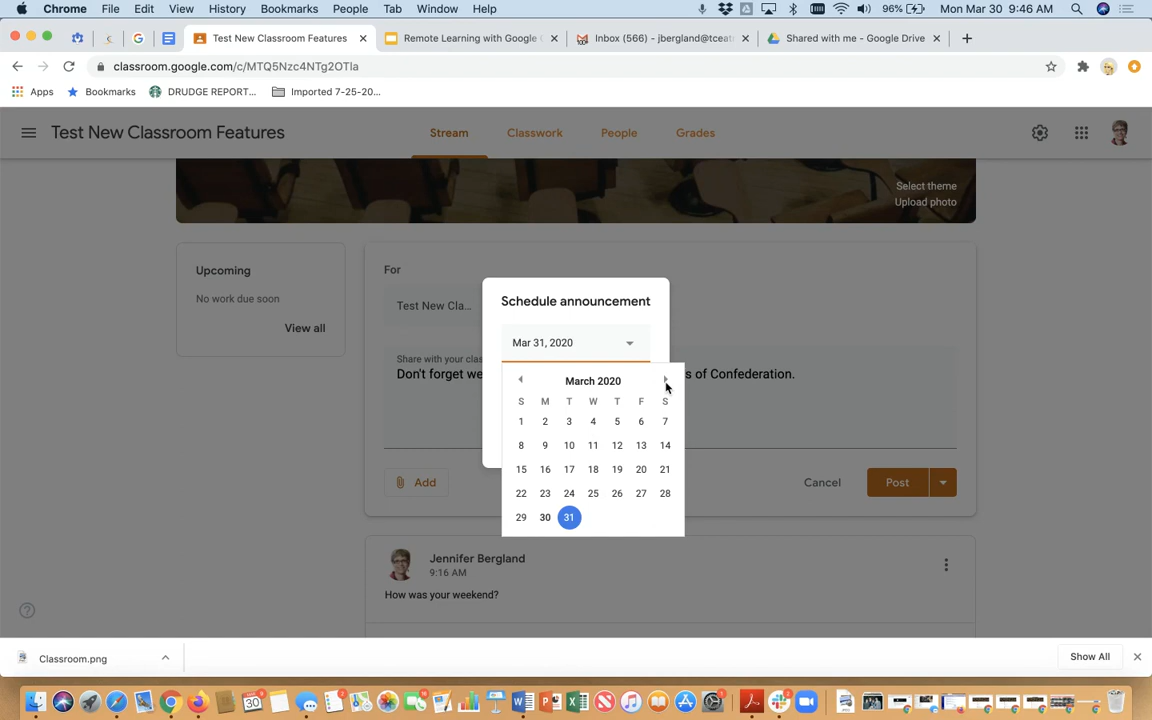 Chrome File Edit View History Bookmarks People Tab Window Help 96% Mon Mar 30 9:46 AM
Test New Classroom Features Remote Learning with Google Inbox (566) - jbergland@tceat Shared with me - Google Drive
classroom.google.com/c/MTQ5Nzc4NTg2OTIa
Apps Bookmarks DRUDGE REPORT... Imported 7-25-20...
Test New Classroom Features Stream Classwork People Grades
Select theme
Upload photo
Upcoming
No work due soon
View all
For
Test New Cla...
Share with your clas
Don't forget we s of Confederation.
Schedule announcement
Mar 31, 2020
March 2020
S M T W T F S
1 2 3 4 5 6 7
8 9 10 11 12 13 14
15 16 17 18 19 20 21
22 23 24 25 26 27 28
29 30 31
Add Cancel Post
Jennifer Bergland
9:16 AM
How was your weekend?
Classroom.png Show All
30